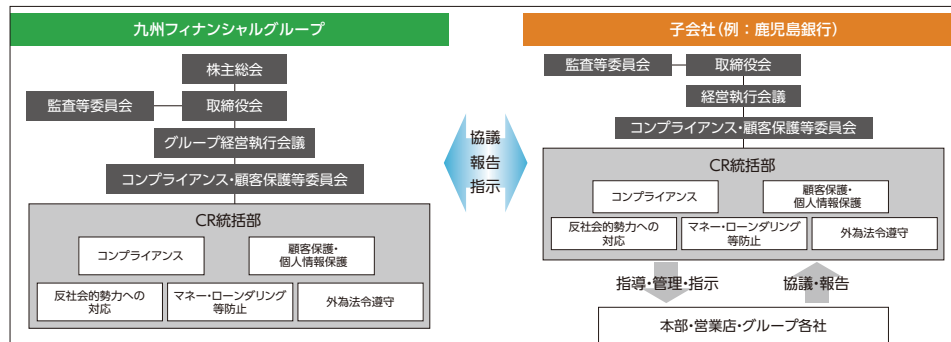 九州フィナンシャルグループ
株主総会
監査等委員会
取締役会
グループ経営執行会議
コンプライアンス・顧客保護等委員会
CR統括部
コンプライアンス
顧客保護・
個人情報保護
反社会的勢力への
対応
マネー・ローンダリング
等防止
外為法令遵守
協議
報告
指示
子会社(例:鹿児島銀行)
監査等委員会
取締役会
経営執行会議
コンプライアンス・顧客保護等委員会
CR統括部
コンプライアンス
顧客保護・
個人情報保護
反社会的勢力への
対応
マネー・ローンダリング
等防止
外為法令遵守
指導・管理・指示
協議・報告
本部・営業店・グループ各社